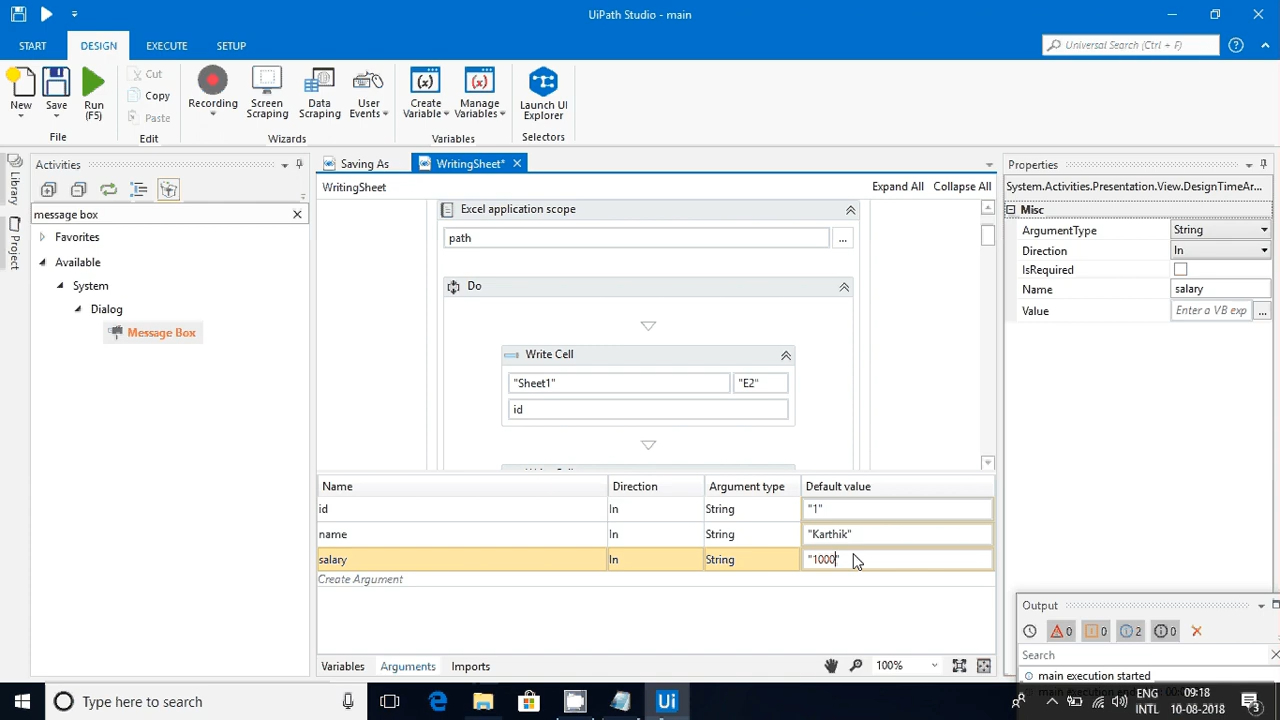 UiPath Studio - main
START
DESIGN
EXECUTE
SETUP
Universal Search (Ctrl + F)
New
Save
Run
(F5)
Cut
Copy
Paste
Recording
Screen
Scraping
Data
Scraping
User
Events
Create
Variable
Manage
Variables
Launch UI
Explorer
File
Edit
Wizards
Variables
Selectors
Library
Project
Activities
message box
Favorites
Available
System
Dialog
Message Box
Saving As
WritingSheet*
WritingSheet
Expand All
Collapse All
Excel application scope
path
...
Do
Write Cell
"Sheet1"
"E2"
id
Name
Direction
Argument type
Default value
id
In
String
"1"
name
In
String
"Karthik"
salary
In
String
"1000"
Create Argument
Variables
Arguments
Imports
100%
Properties
System.Activities.Presentation.View.DesignTimeAr...
Misc
ArgumentType
String
Direction
In
IsRequired
Name
salary
Value
Enter a VB exp
...
Output
0
0
2
0
Search
main execution started
Type here to search
Ui
ENG
INTL
09:18
10-08-2018
3